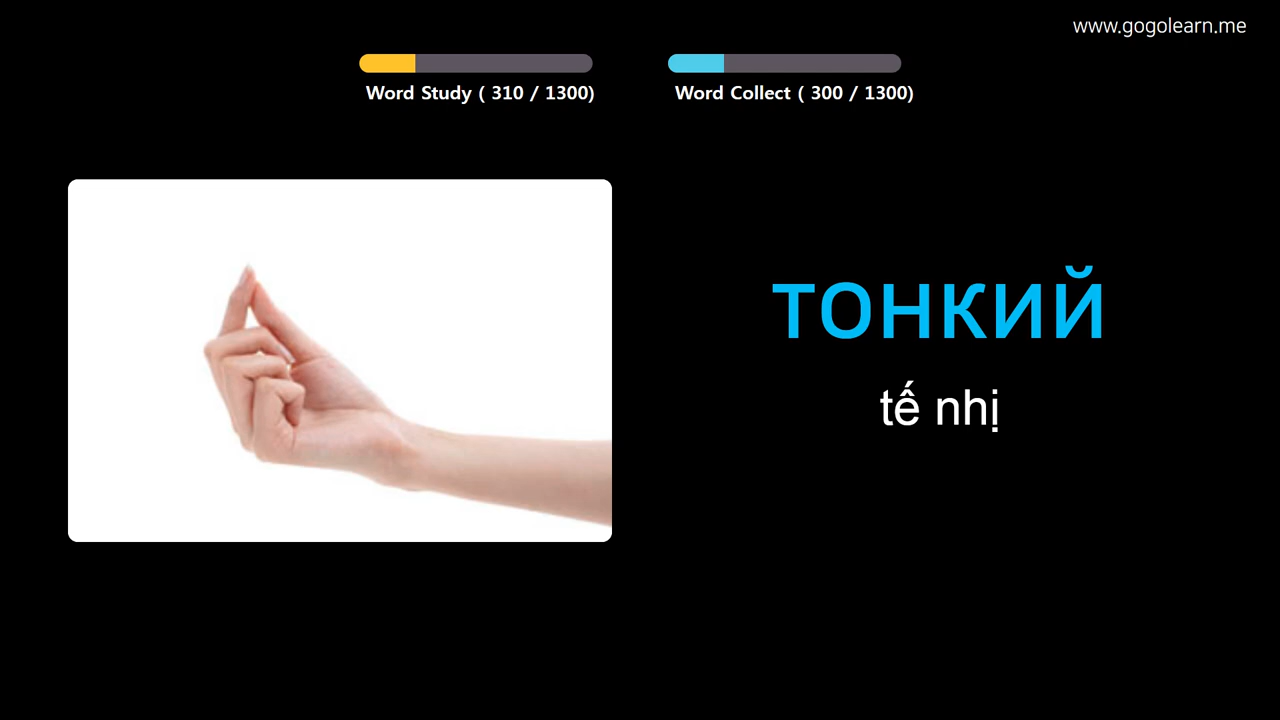 www.gogolearn.me
Word Study ( 310 / 1300)
Word Collect ( 300 / 1300)
тонкий
tế nhị